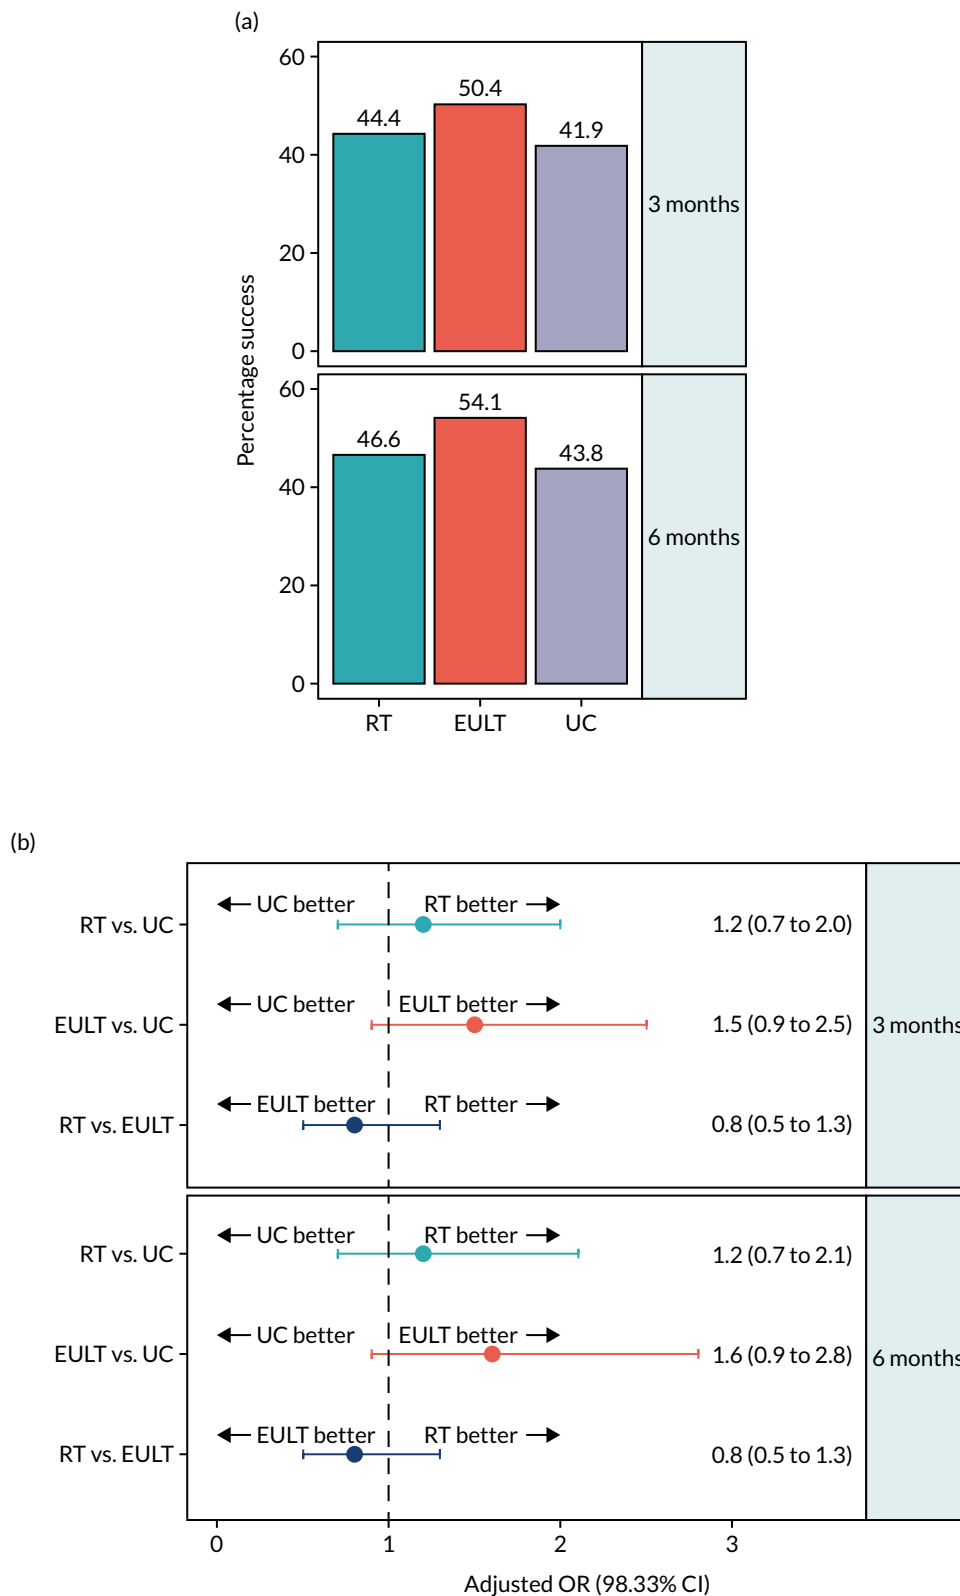 (a)
60
40
20
0
44.4
50.4
41.9
3 months
Percentage success
60
40
20
0
46.6
54.1
43.8
6 months
RT EULT UC
(b)
UC better RT better
RT vs. UC 1.2 (0.7 to 2.0)
UC better EULT better
EULT vs. UC 1.5 (0.9 to 2.5) 3 months
EULT better RT better
RT vs. EULT 0.8 (0.5 to 1.3)
UC better RT better
RT vs. UC 1.2 (0.7 to 2.1)
UC better EULT better
EULT vs. UC 1.6 (0.9 to 2.8) 6 months
EULT better RT better
RT vs. EULT 0.8 (0.5 to 1.3)
0 1 2 3
Adjusted OR (98.33% CI)